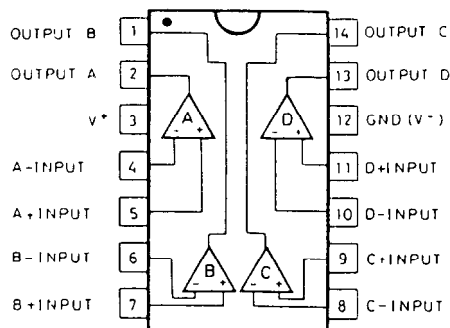 OUTPUT B 1 14 OUTPUT C
OUTPUT A 2 13 OUTPUT D
V+ 3 A D 12 GND (V-)
- + - +
A-INPUT 4 11 D+INPUT
A+INPUT 5 10 D-INPUT
B-INPUT 6 B C 9 C+INPUT
- + - +
B+INPUT 7 8 C-INPUT